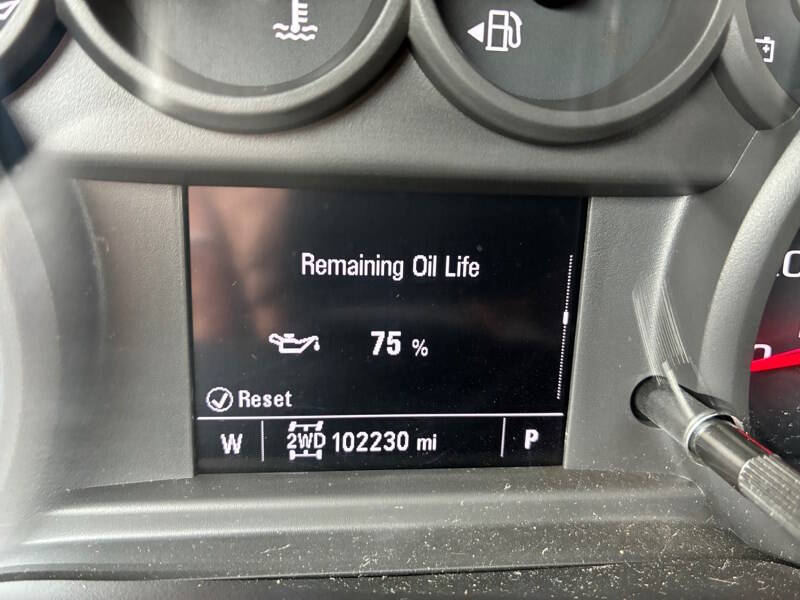 Remaining Oil Life
75 %
Reset
W 2WD 102230 mi P